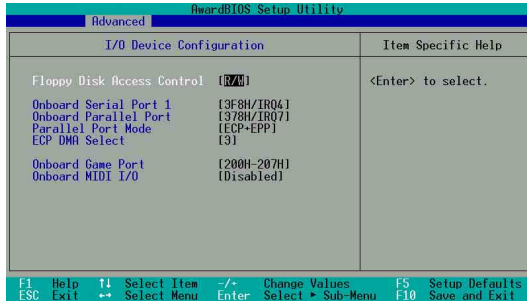 AwardBIOS Setup Utility
Advanced
I/O Device Configuration
Item Specific Help
Floppy Disk Access Control [R/W]
<Enter> to select.
Onboard Serial Port 1 [3F8H/IRQ4]
Onboard Parallel Port [378H/IRQ7]
Parallel Port Mode [ECP+EPP]
ECP DMA Select [3]
Onboard Game Port [200H-207H]
Onboard MIDI I/O [Disabled]
F1 Help ↑↓ Select Item -/+ Change Values F5 Setup Defaults
ESC Exit ↔ Select Menu Enter Select ► Sub-Menu F10 Save and Exit